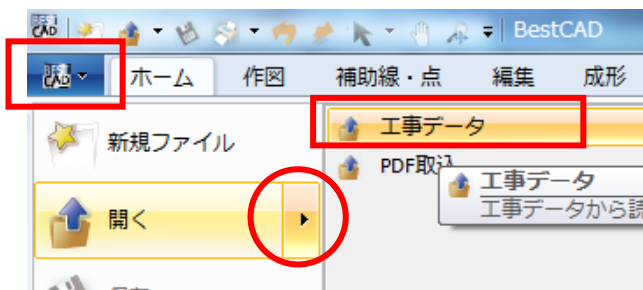 BEST CAD BestCAD
BEST CAD ホーム 作図 補助線・点 編集 成形
新規ファイル
工事データ
PDF取込
工事データ
工事データから読
開く